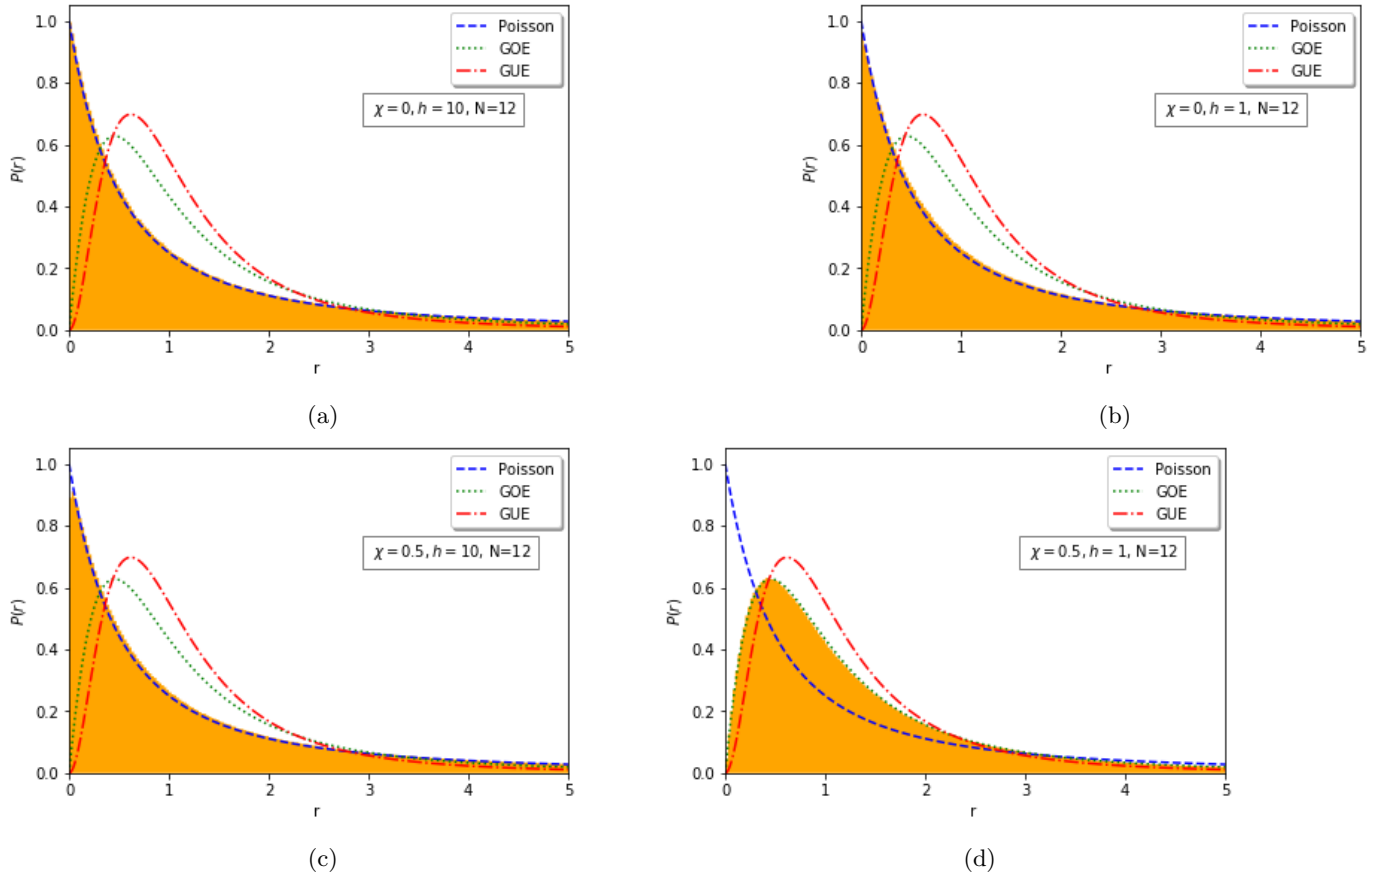 1.0
0.8
0.6
0.4
0.2
0.0
P(r)
Poisson
GOE
GUE
χ = 0, h = 10, N=12
0 1 2 3 4 5
r
(a)
1.0
0.8
0.6
0.4
0.2
0.0
P(r)
Poisson
GOE
GUE
χ = 0, h = 1, N=12
0 1 2 3 4 5
r
(b)
1.0
0.8
0.6
0.4
0.2
0.0
P(r)
Poisson
GOE
GUE
χ = 0.5, h = 10, N=12
0 1 2 3 4 5
r
(c)
1.0
0.8
0.6
0.4
0.2
0.0
P(r)
Poisson
GOE
GUE
χ = 0.5, h = 1, N=12
0 1 2 3 4 5
r
(d)